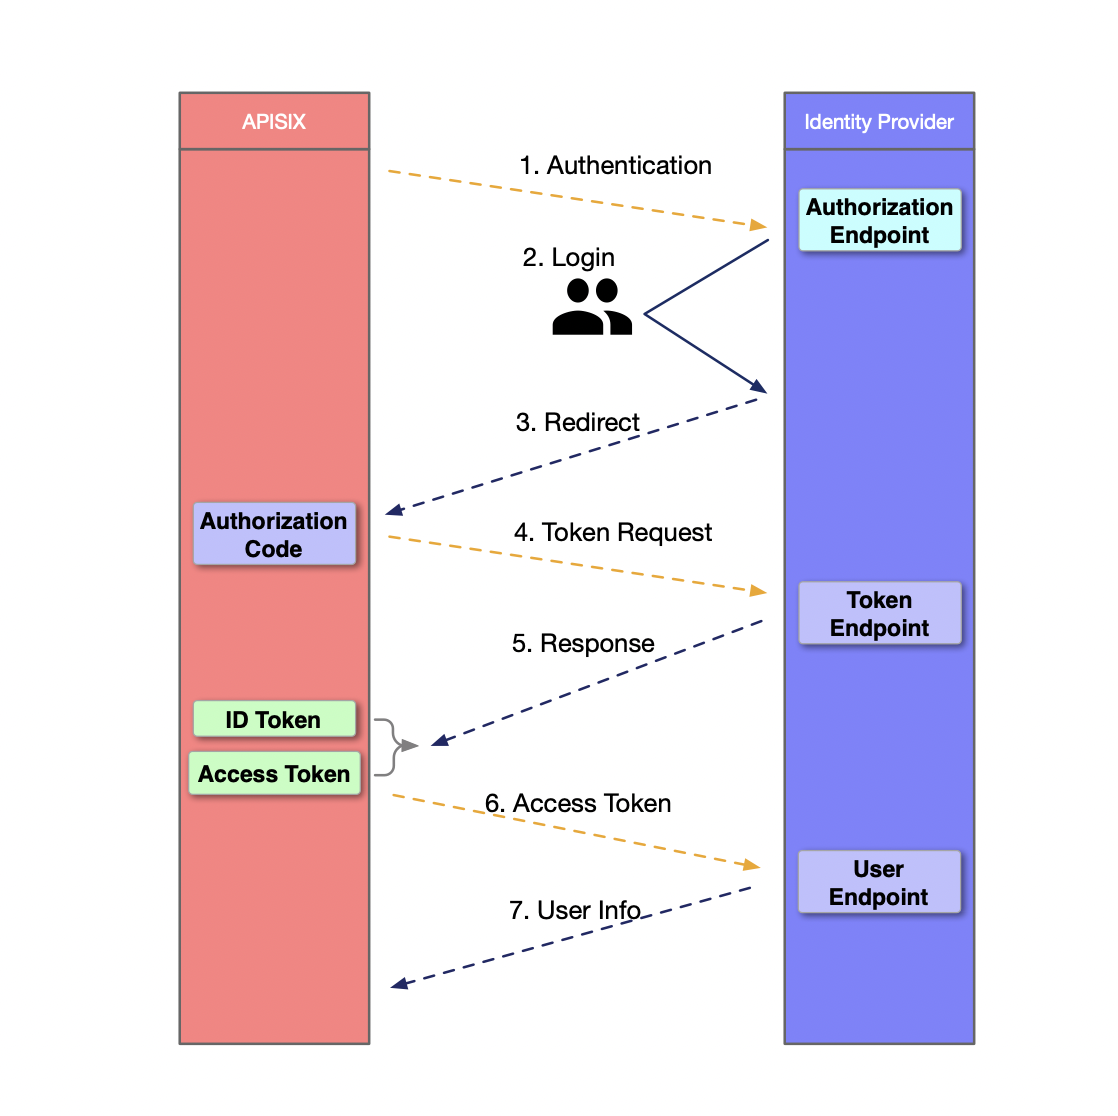 APISIX
Identity Provider
1. Authentication
Authorization
Endpoint
2. Login
3. Redirect
Authorization
Code
4. Token Request
Token
Endpoint
5. Response
ID Token
Access Token
6. Access Token
User
Endpoint
7. User Info